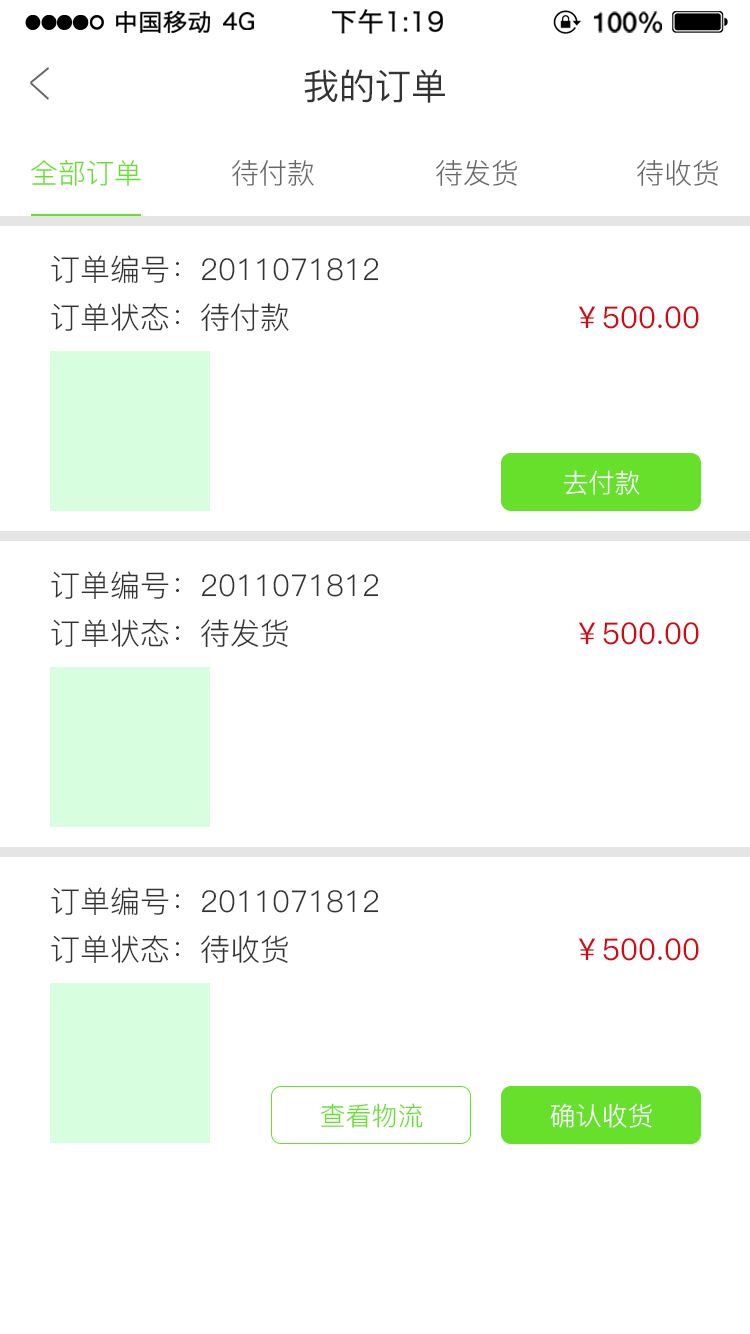 中国移动 4G 下午1:19 100%
我的订单
全部订单 待付款 待发货 待收货
订单编号：2011071812
订单状态：待付款 ￥500.00
去付款
订单编号：2011071812
订单状态：待发货 ￥500.00
订单编号：2011071812
订单状态：待收货 ￥500.00
查看物流 确认收货